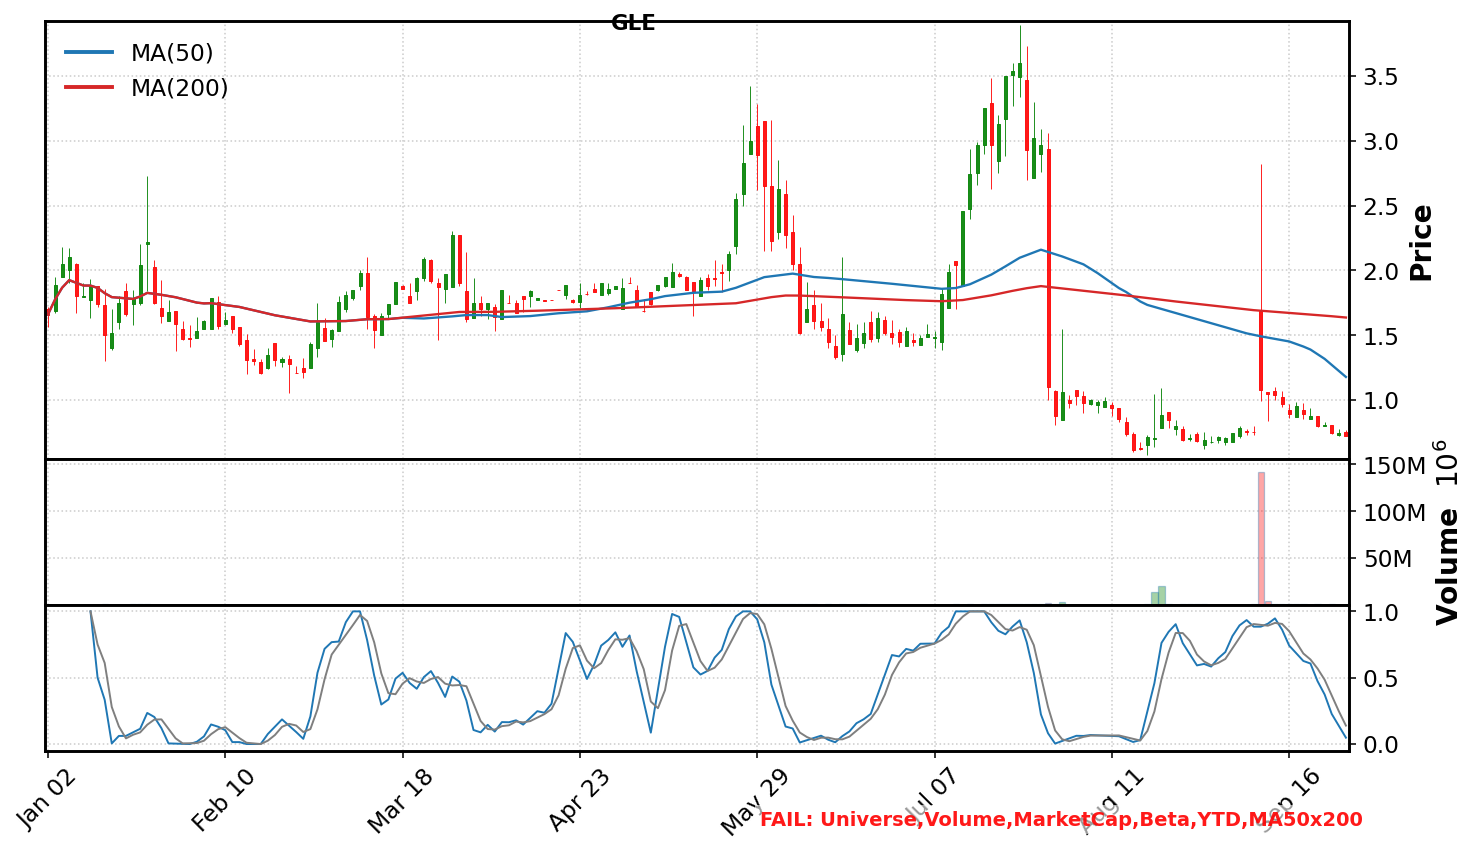 GLE
MA(50)
MA(200)
3.5
3.0
2.5
2.0
1.5
1.0
Price
150M
100M
50M
Volume 10^6
1.0
0.5
0.0
Jan 02
Feb 10
Mar 18
Apr 23
May 29
Jul 07
Aug 11
Sep 16
FAIL: Universe,Volume,MarketCap,Beta,YTD,MA50x200